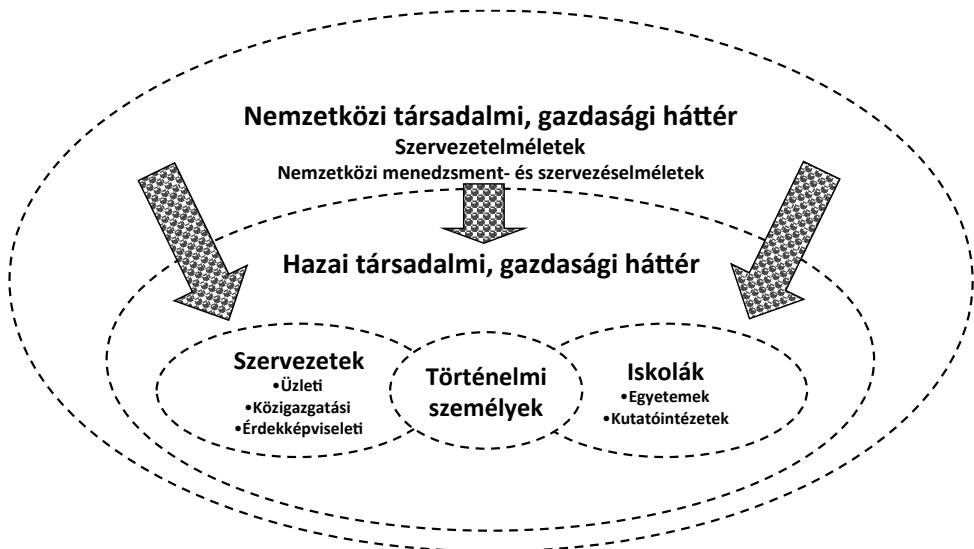 Nemzetközi társadalmi, gazdasági háttér
Szervezetelméletek
Nemzetközi menedzsment- és szervezéselméletek
Hazai társadalmi, gazdasági háttér
Szervezetek
•Üzleti
•Közigazgatási
•Érdekképviseleti
Történelmi
személyek
Iskolák
•Egyetemek
•Kutatóintézetek